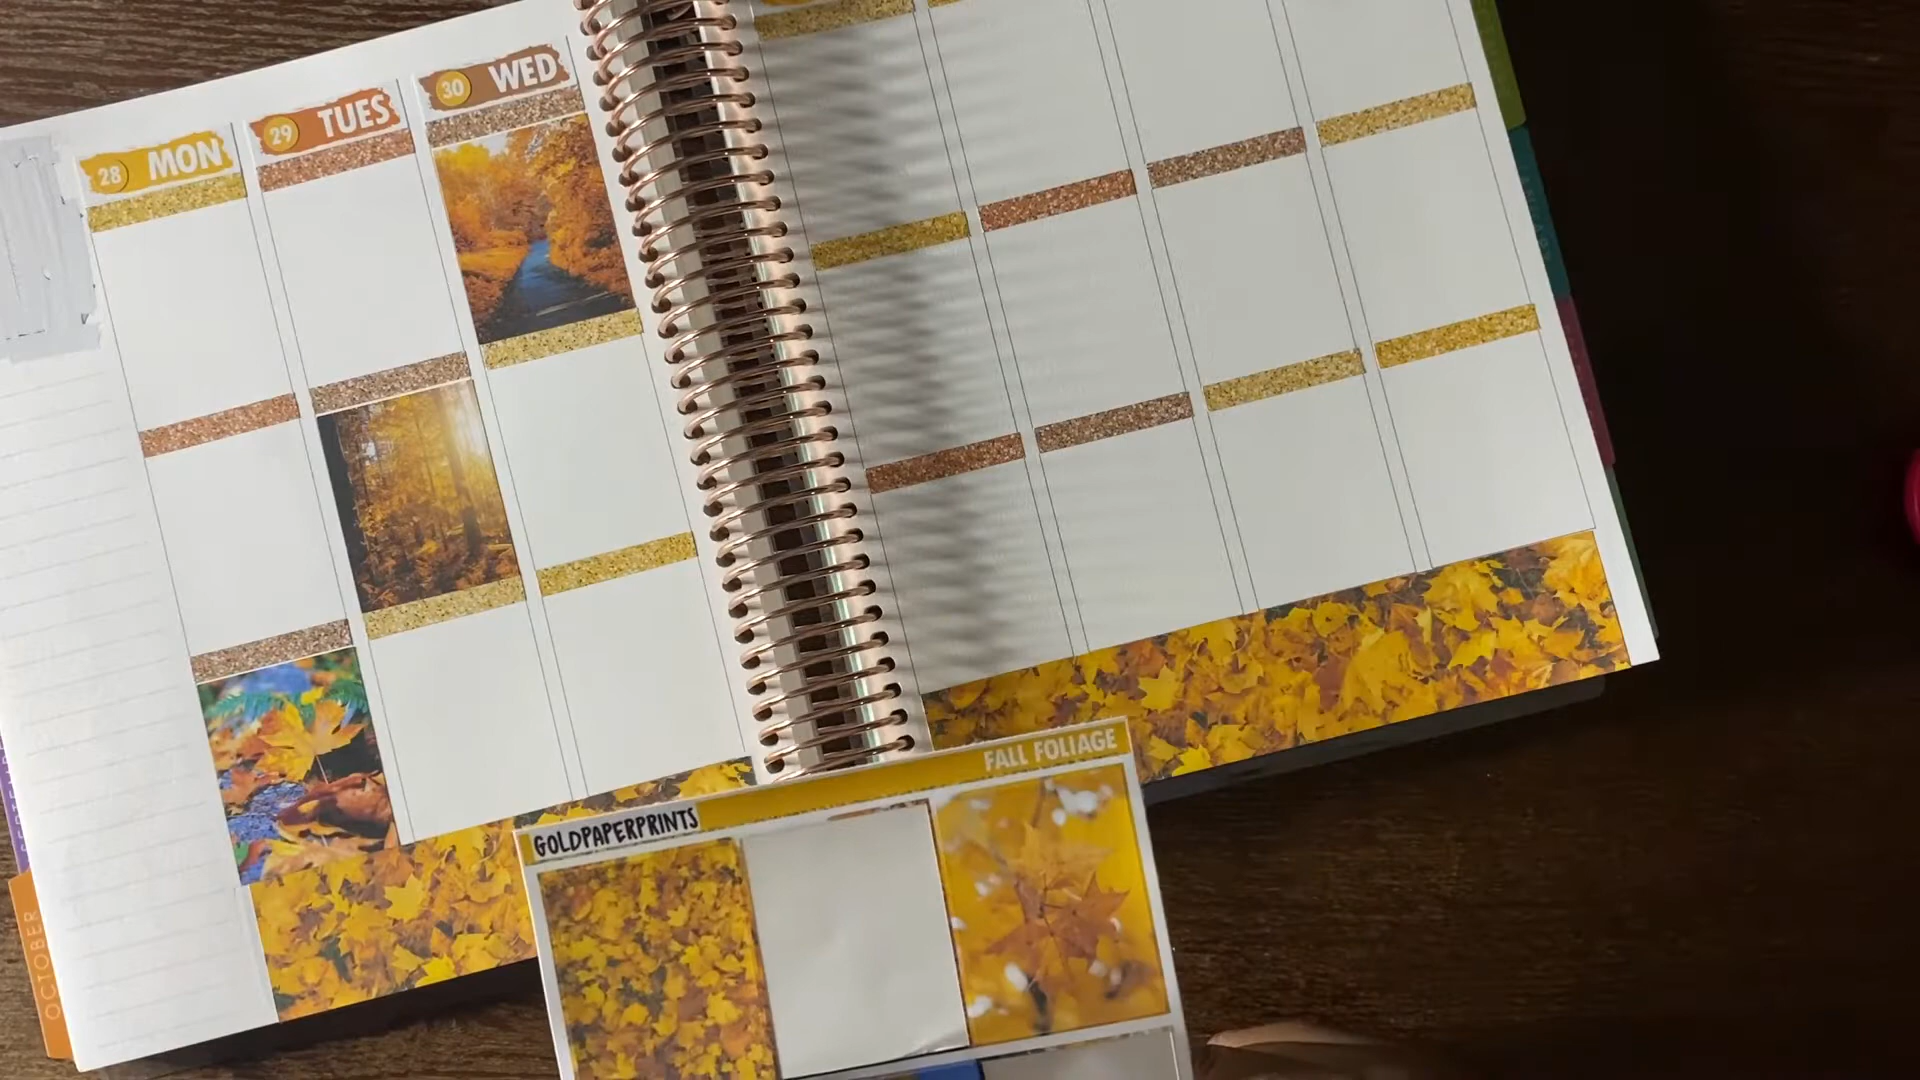 28 MON
29 TUES
30 WED
FALL FOLIAGE
GOLDPAPERPRINTS
OCTOBER